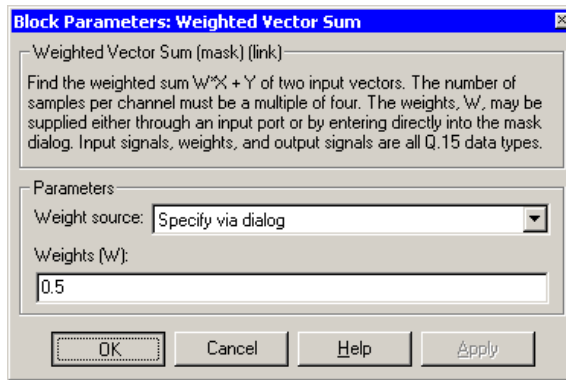 Block Parameters: Weighted Vector Sum
Weighted Vector Sum (mask) (link)
Find the weighted sum W*X + Y of two input vectors. The number of
samples per channel must be a multiple of four. The weights, W, may be
supplied either through an input port or by entering directly into the mask
dialog. Input signals, weights, and output signals are all Q.15 data types.
Parameters
Weight source: Specify via dialog
Weights (W):
0.5
OK Cancel Help Apply